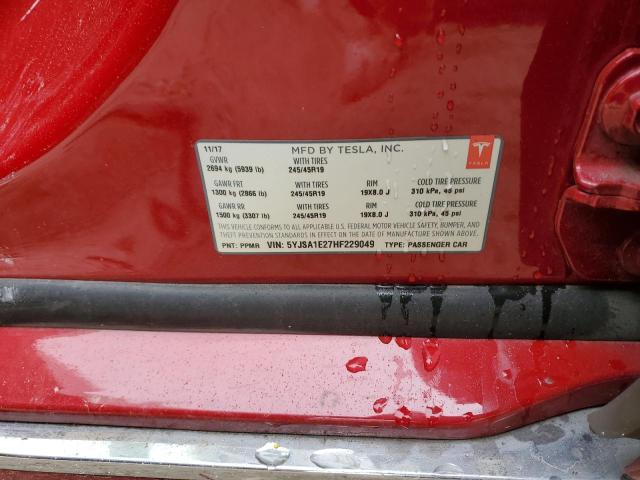 11/17 MFD BY TESLA, INC.
GVWR WITH TIRES
2694 kg (5939 lb) 245/45R19
TESLA
GAWR FRT WITH TIRES RIM COLD TIRE PRESSURE
1300 kg (2866 lb) 245/45R19 19X8.0 J 310 kPa, 45 psi
GAWR RR WITH TIRES RIM COLD TIRE PRESSURE
1500 kg (3307 lb) 245/45R19 19X8.0 J 310 kPa, 45 psi
THIS VEHICLE CONFORMS TO ALL APPLICABLE U.S. FEDERAL MOTOR VEHICLE SAFETY, BUMPER, AND
THEFT PREVENTION STANDARDS IN EFFECT ON THE DATE OF MANUFACTURE SHOWN ABOVE.
PNT: PPMR VIN: 5YJSA1E27HF229049 TYPE: PASSENGER CAR